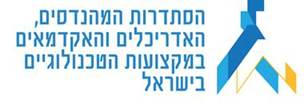 הסתדרות המהנדסים,
האדריכלים והאקדמאים
במקצועות הטכנולוגיים
בישראל